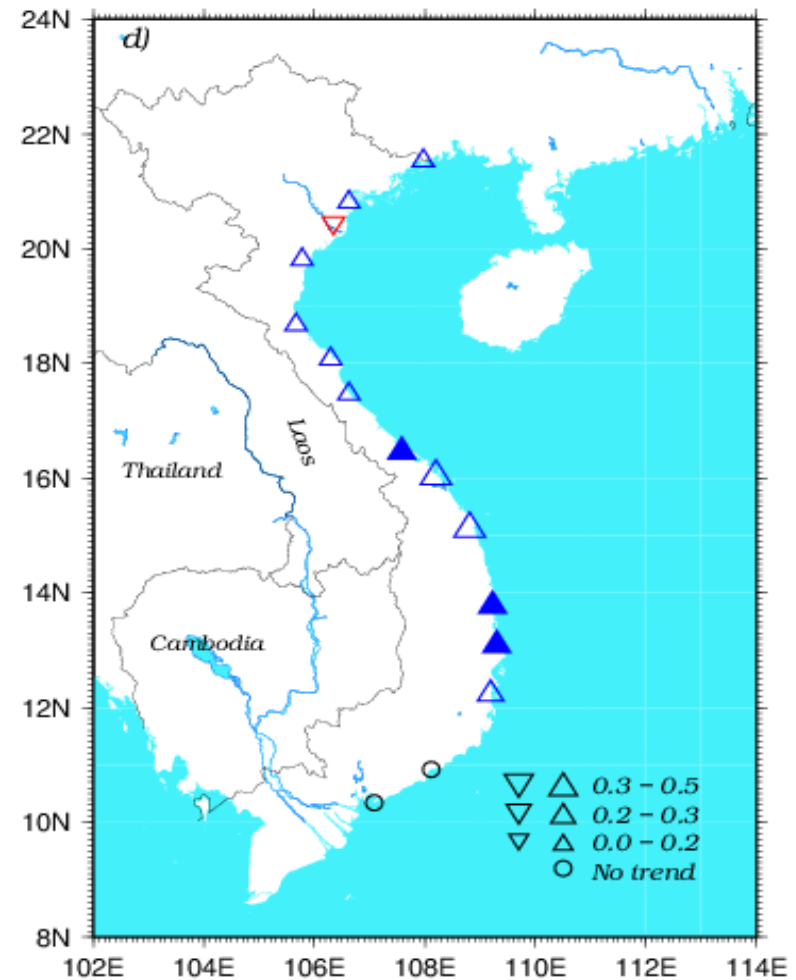 24N
d)
22N
20N
18N
Laos
Thailand
16N
14N
Cambodia
12N
0.3 – 0.5
0.2 – 0.3
10N
0.0 – 0.2
No trend
8N
102E 104E 106E 108E 110E 112E 114E